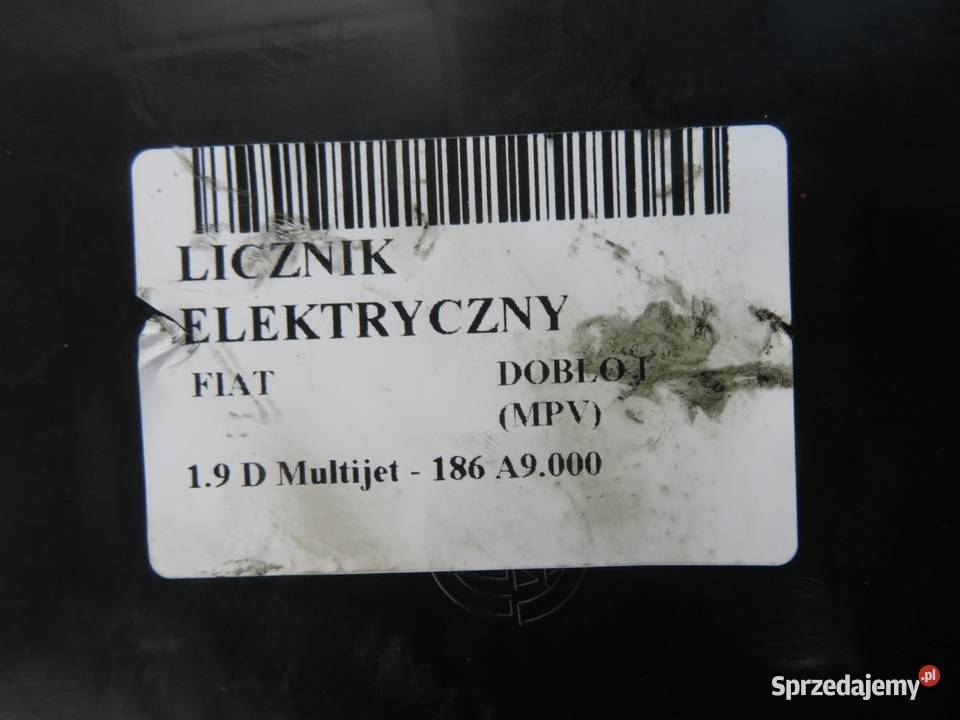 LICZNIK
ELEKTRYCZNY
FIAT DOBLO I
(MPV)
1.9 D Multijet - 186 A9.000
Sprzedajemy.pl